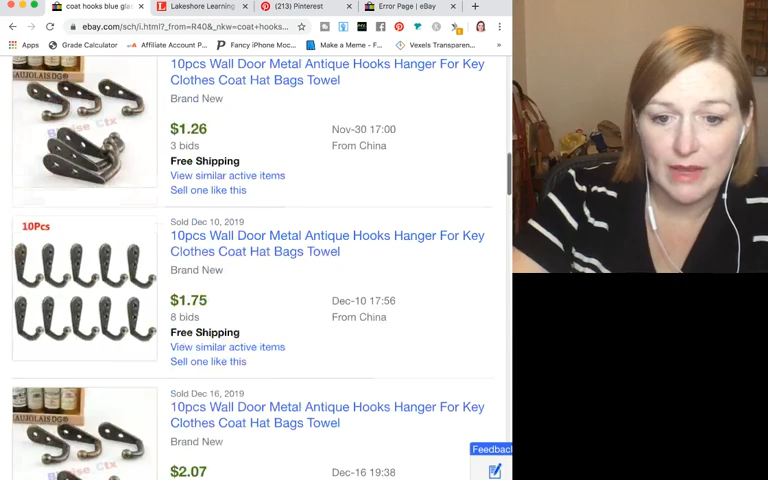 coat hooks blue glas
Lakeshore Learning
(213) Pinterest
Error Page | eBay
ebay.com/sch/i.html?_from=R40&_nkw=coat+hooks...
Apps
Grade Calculator
Affiliate Account P...
Fancy iPhone Moc...
Make a Meme - F...
Vexels Transparen...
10pcs Wall Door Metal Antique Hooks Hanger For Key
Clothes Coat Hat Bags Towel
Brand New
$1.26
Nov-30 17:00
3 bids
From China
Free Shipping
View similar active items
Sell one like this
10Pcs
Sold Dec 10, 2019
10pcs Wall Door Metal Antique Hooks Hanger For Key
Clothes Coat Hat Bags Towel
Brand New
$1.75
Dec-10 17:56
8 bids
From China
Free Shipping
View similar active items
Sell one like this
Sold Dec 16, 2019
10pcs Wall Door Metal Antique Hooks Hanger For Key
Clothes Coat Hat Bags Towel
Brand New
$2.07
Dec-16 19:38
Feedback